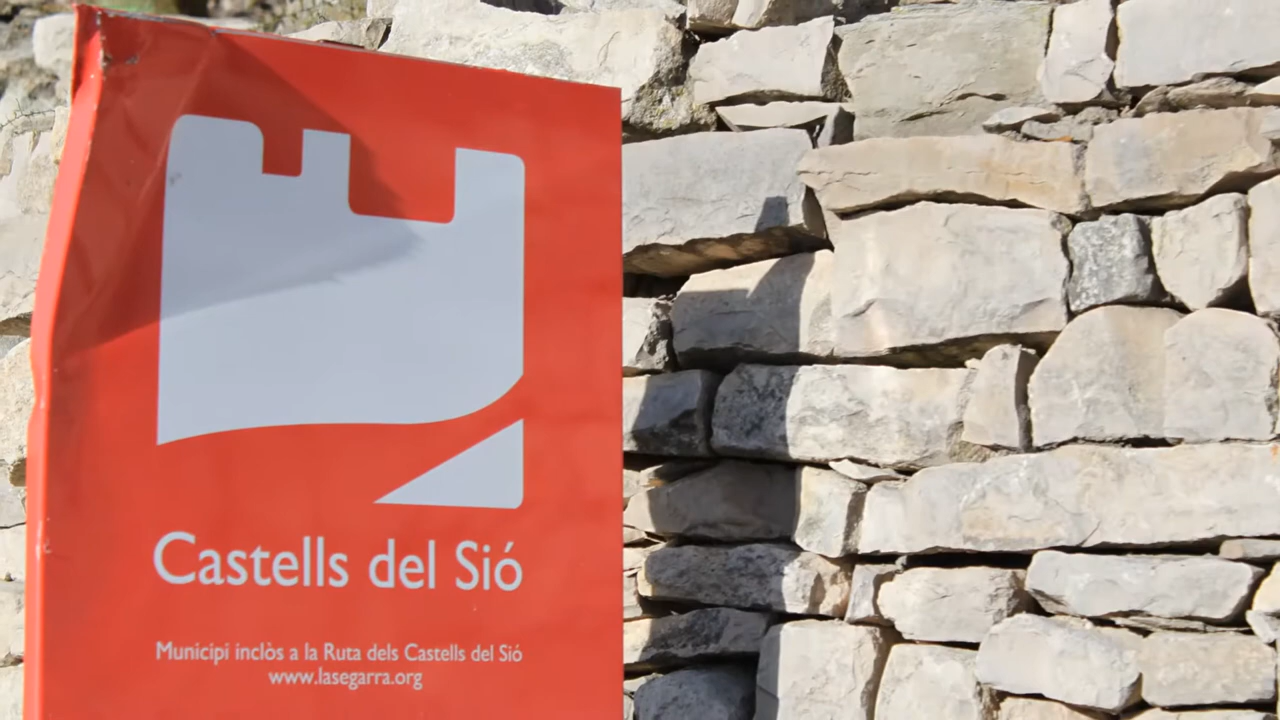 Castells del Sió
Municipi inclòs a la Ruta dels Castells del Sió
www.lasegarra.org